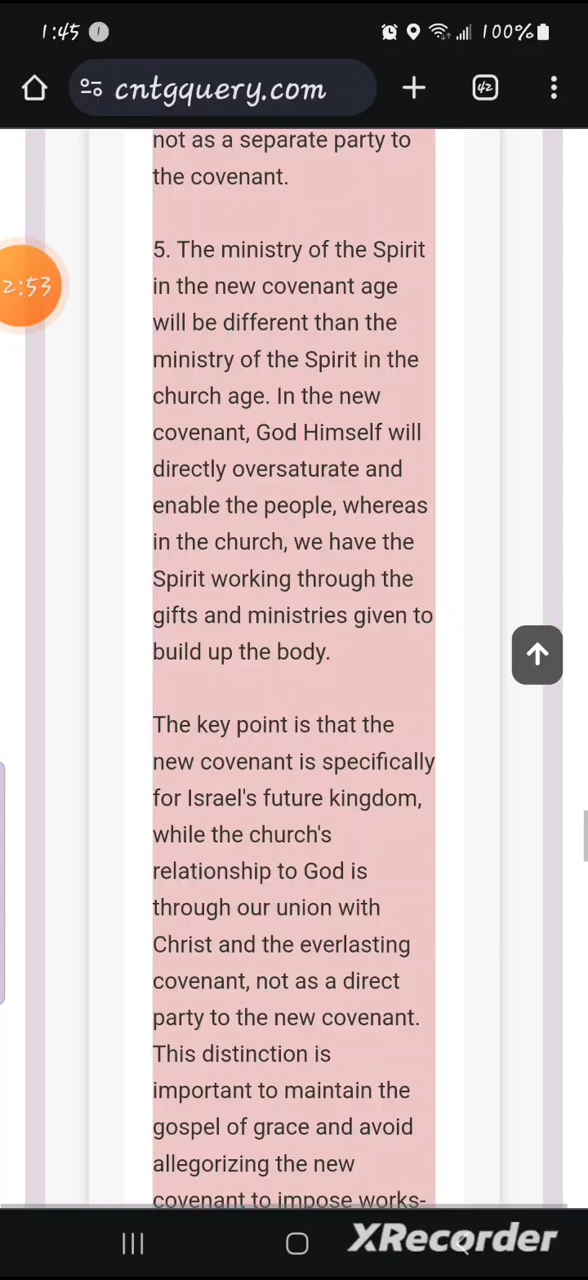 1:45
100%
cntgquery.com
42
not as a separate party to
the covenant.
2:53
5. The ministry of the Spirit
in the new covenant age
will be different than the
ministry of the Spirit in the
church age. In the new
covenant, God Himself will
directly oversaturate and
enable the people, whereas
in the church, we have the
Spirit working through the
gifts and ministries given to
build up the body.
The key point is that the
new covenant is specifically
for Israel's future kingdom,
while the church's
relationship to God is
through our union with
Christ and the everlasting
covenant, not as a direct
party to the new covenant.
This distinction is
important to maintain the
gospel of grace and avoid
allegorizing the new
covenant to impose works-
XRecorder